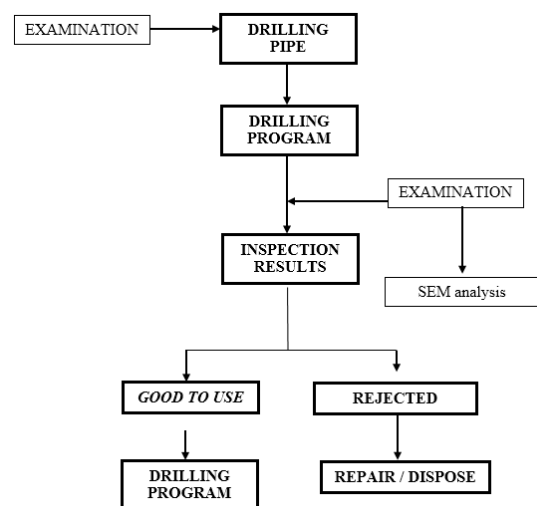 EXAMINATION
DRILLING
PIPE
DRILLING
PROGRAM
EXAMINATION
INSPECTION
RESULTS
SEM analysis
GOOD TO USE
REJECTED
DRILLING
PROGRAM
REPAIR / DISPOSE